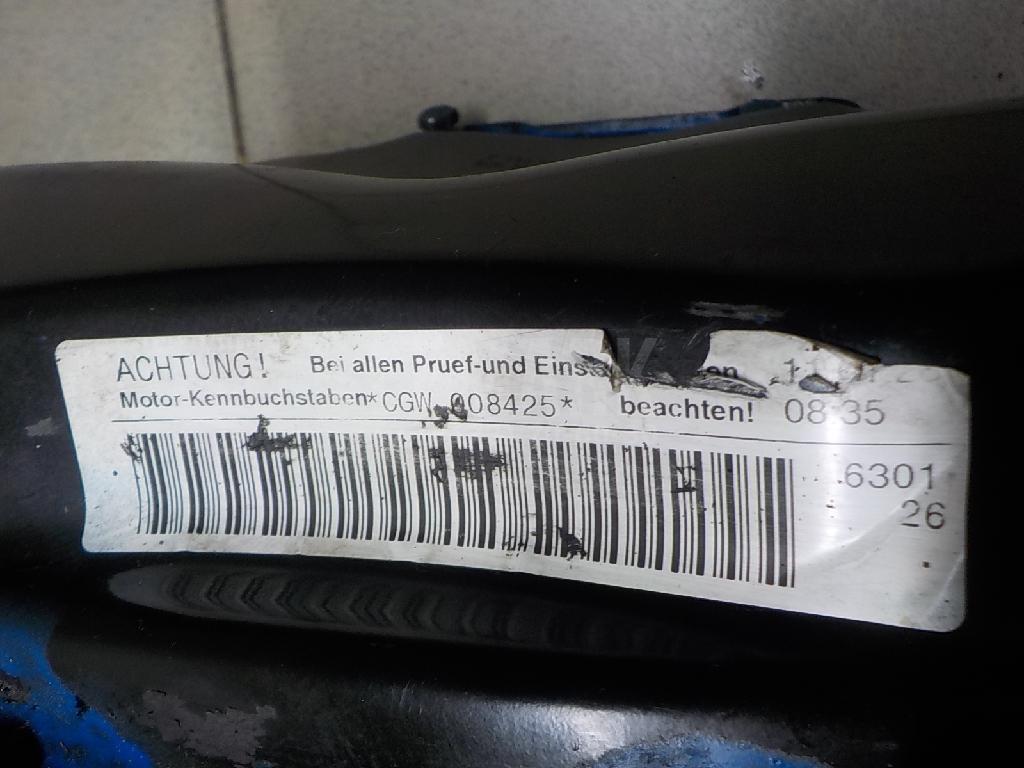 ACHTUNG! Bei allen Pruef-und
Motor-Kennbuchstaben*CGW 008425* beachten! 08:35
6301
26